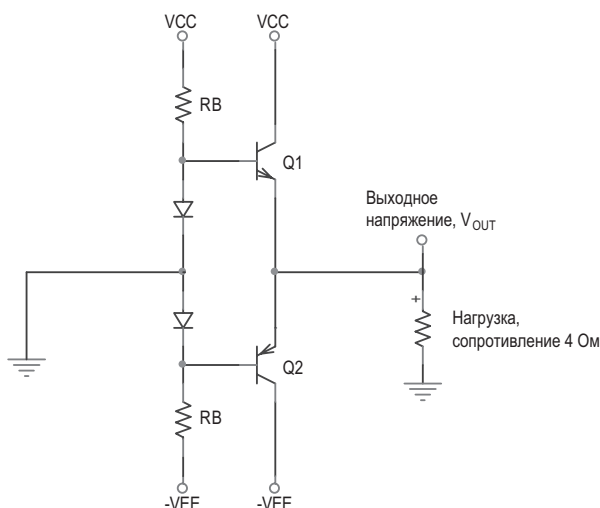 VCC
VCC
RB
Q1
Выходное
напряжение, VOUT
+
Нагрузка,
сопротивление 4 Ом
Q2
RB
-VEE
-VEE